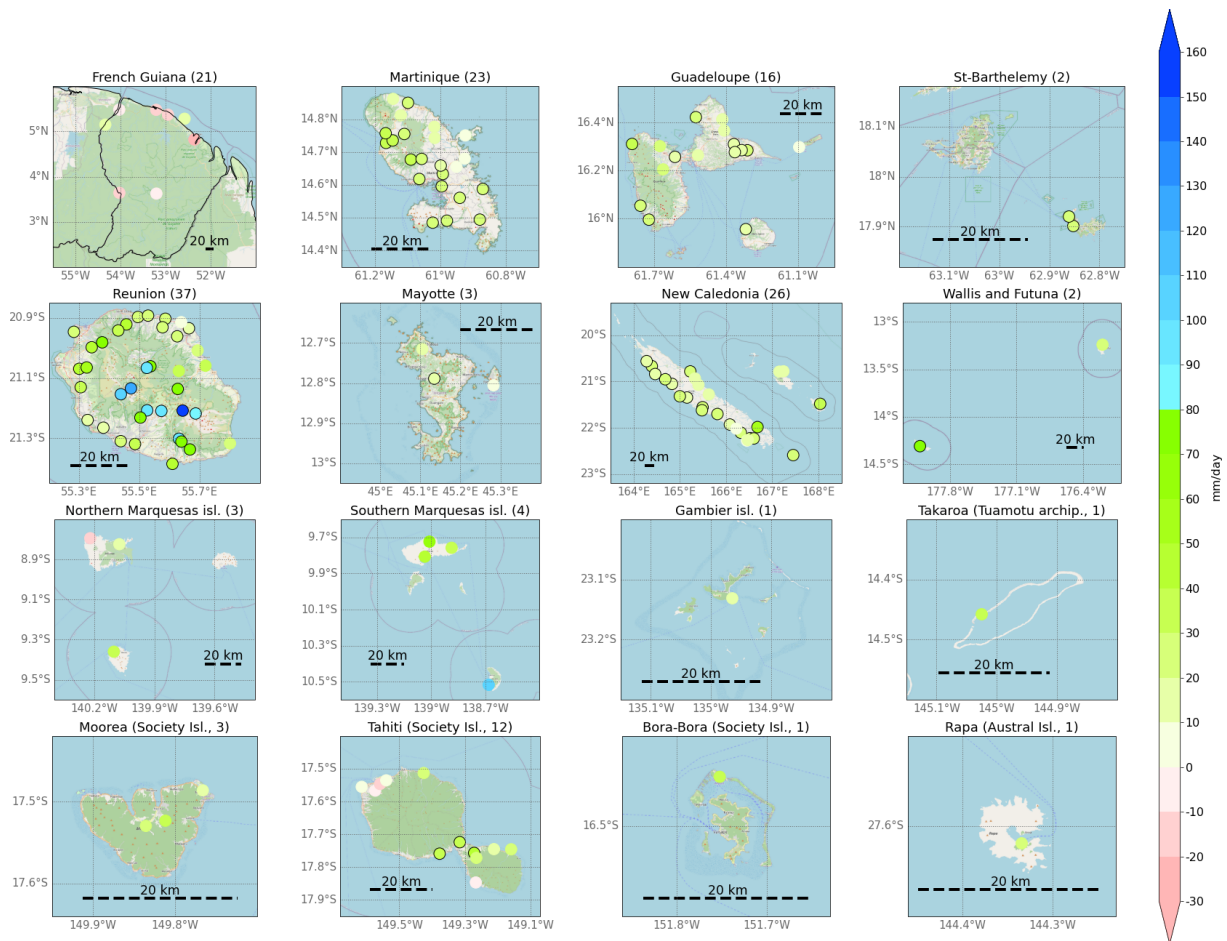 French Guiana (21)
5°N
4°N
3°N
20 km
55°W 54°W 53°W 52°W
Martinique (23)
14.8°N
14.7°N
14.6°N
14.5°N
14.4°N
20 km
61.2°W 61°W 60.8°W
Guadeloupe (16)
20 km
16.4°N
16.2°N
16°N
61.7°W 61.4°W 61.1°W
St-Barthelemy (2)
18.1°N
18°N
17.9°N
20 km
63.1°W 63°W 62.9°W 62.8°W
Reunion (37)
20.9°S
21.1°S
21.3°S
20 km
55.3°E 55.5°E 55.7°E
Mayotte (3)
20 km
12.7°S
12.8°S
12.9°S
13°S
45°E 45.1°E 45.2°E 45.3°E
New Caledonia (26)
20°S
21°S
22°S
23°S
20 km
164°E 165°E 166°E 167°E 168°E
Wallis and Futuna (2)
13°S
14°S
14.5°S
20 km
177.8°W 177.1°W 176.4°W
Northern Marquesas isl. (3)
8.9°S
9.1°S
9.3°S
9.5°S
20 km
140.2°W 139.9°W 139.6°W
Southern Marquesas isl. (4)
9.7°S
9.9°S
10.1°S
10.3°S
10.5°S
20 km
139.3°W 139°W 138.7°W
Gambier isl. (1)
23.1°S
23.2°S
20 km
135.1°W 135°W 134.9°W
Takaroa (Tuamotu archip., 1)
14.4°S
14.5°S
20 km
145.1°W 145°W 144.9°W
Moorea (Society Isl., 3)
17.5°S
17.6°S
20 km
149.9°W 149.8°W
Tahiti (Society Isl., 12)
17.5°S
17.6°S
17.7°S
17.8°S
17.9°S
20 km
149.5°W 149.3°W 149.1°W
Bora-Bora (Society Isl., 1)
16.5°S
20 km
151.8°W 151.7°W
Rapa (Austral Isl., 1)
27.6°S
Rapa
20 km
144.4°W 144.3°W
160
150
140
130
120
110
100
90
80
70
60
50
40
30
20
10
0
-10
-20
-30
mm/day